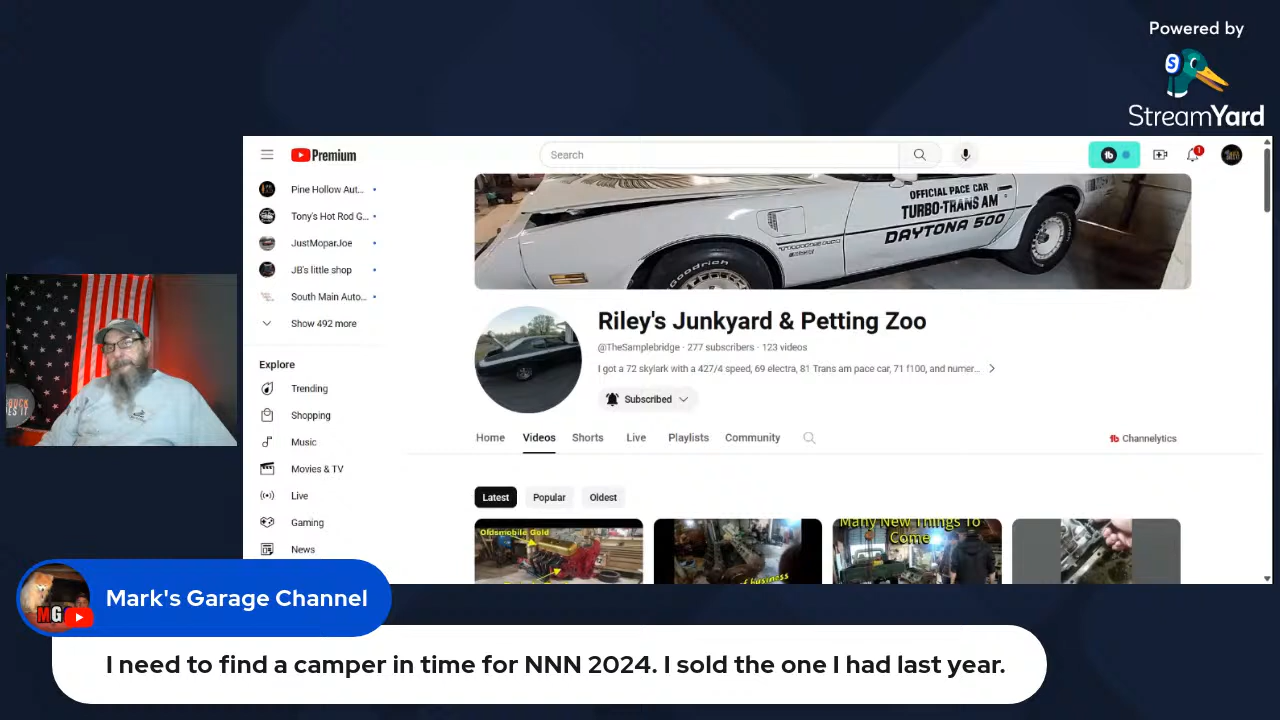 Powered by
StreamYard
Premium
Search
1
Pine Hollow Aut...
Tony's Hot Rod G...
JustMoparJoe
JB's little shop
South Main Auto...
Show 492 more
Explore
Trending
Shopping
Music
Movies & TV
Live
Gaming
News
OFFICIAL PACE CAR
TURBO-TRANS AM
DAYTONA 500
Goodrich
Riley's Junkyard & Petting Zoo
@TheSamplebridge · 277 subscribers · 123 videos
I got a 72 skylark with a 427/4 speed, 69 electra, 81 Trans am pace car, 71 f100, and numer...
Subscribed
Home Videos Shorts Live Playlists Community
Channelytics
Latest Popular Oldest
Oldsmobile Gold
of business
Many New Things To
Come
MG
Mark's Garage Channel
I need to find a camper in time for NNN 2024. I sold the one I had last year.